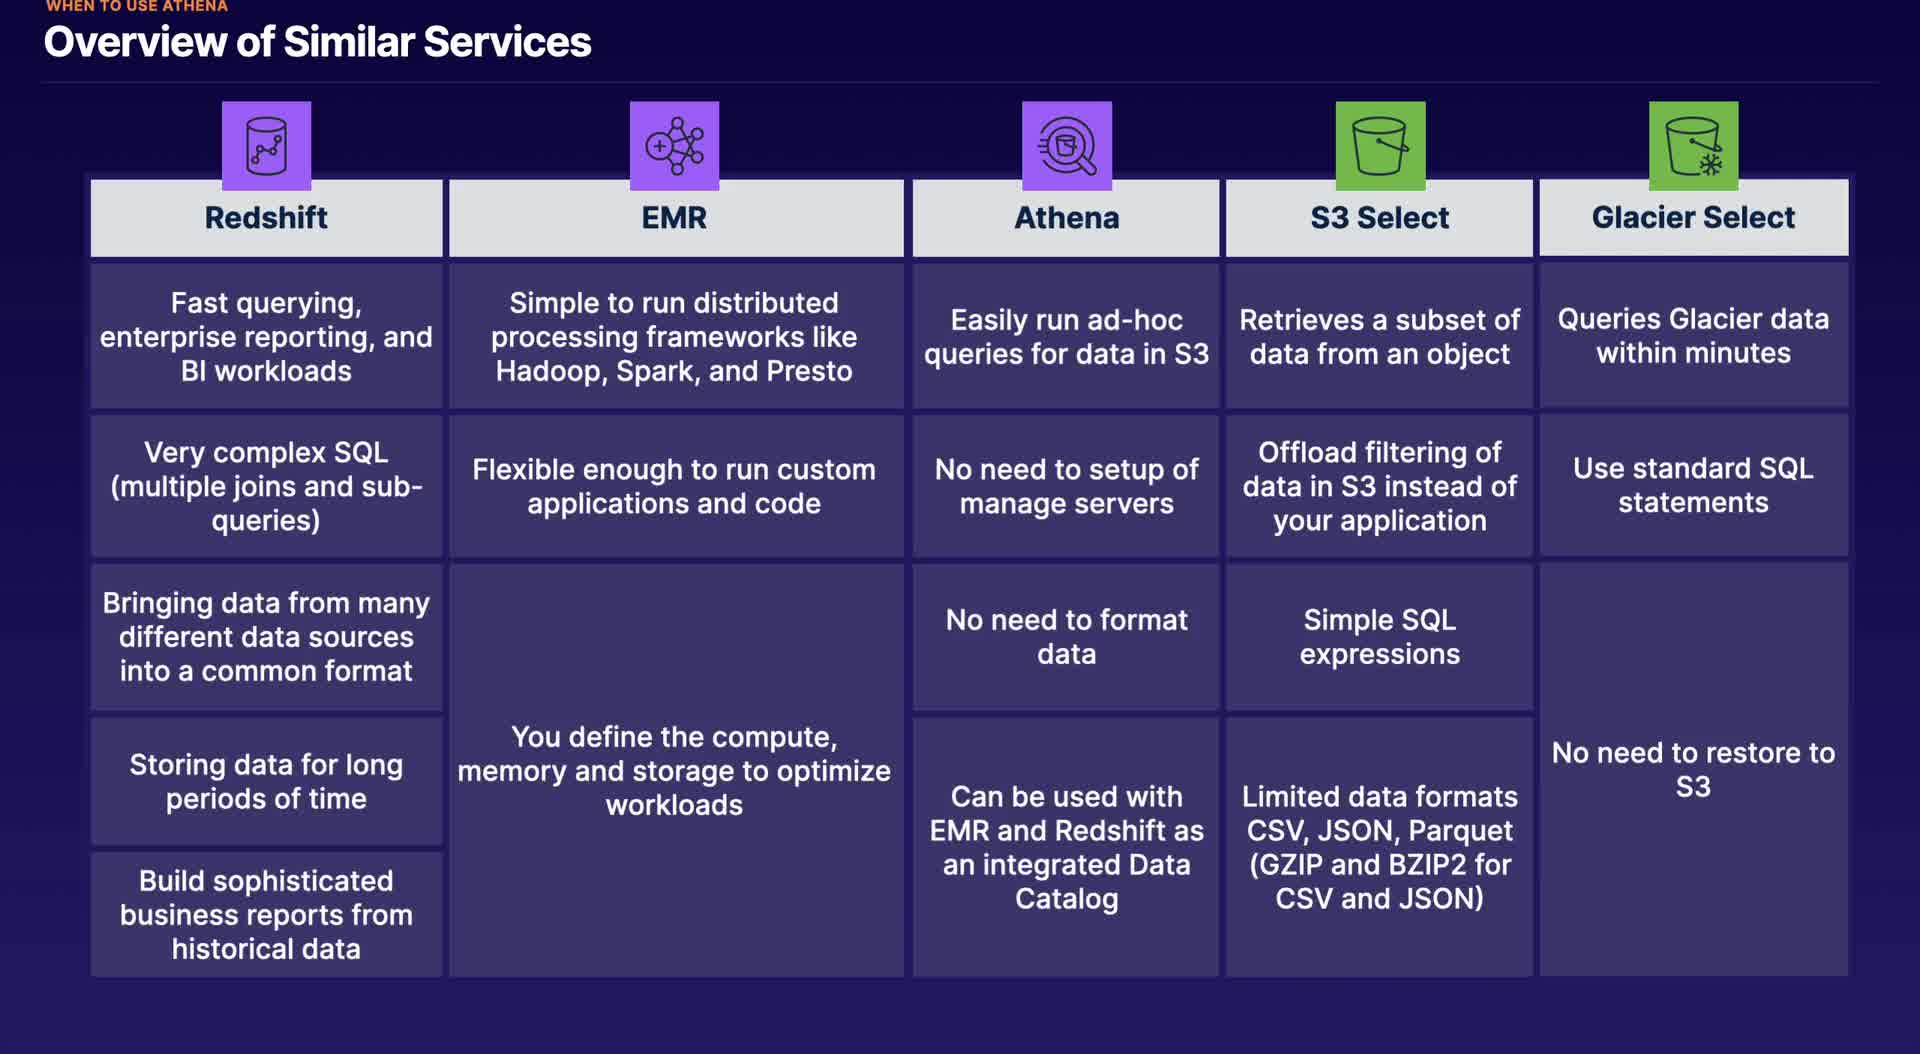 WHEN TO USE ATHENA
Overview of Similar Services
Redshift
EMR
Athena
S3 Select
Glacier Select
Fast querying,
enterprise reporting, and
BI workloads
Simple to run distributed
processing frameworks like
Hadoop, Spark, and Presto
Easily run ad-hoc
queries for data in S3
Retrieves a subset of
data from an object
Queries Glacier data
within minutes
Very complex SQL
(multiple joins and sub-
queries)
Flexible enough to run custom
applications and code
No need to setup of
manage servers
Offload filtering of
data in S3 instead of
your application
Use standard SQL
statements
Bringing data from many
different data sources
into a common format
You define the compute,
memory and storage to optimize
workloads
No need to format
data
Simple SQL
expressions
No need to restore to
S3
Storing data for long
periods of time
Can be used with
EMR and Redshift as
an integrated Data
Catalog
Limited data formats
CSV, JSON, Parquet
(GZIP and BZIP2 for
CSV and JSON)
Build sophisticated
business reports from
historical data